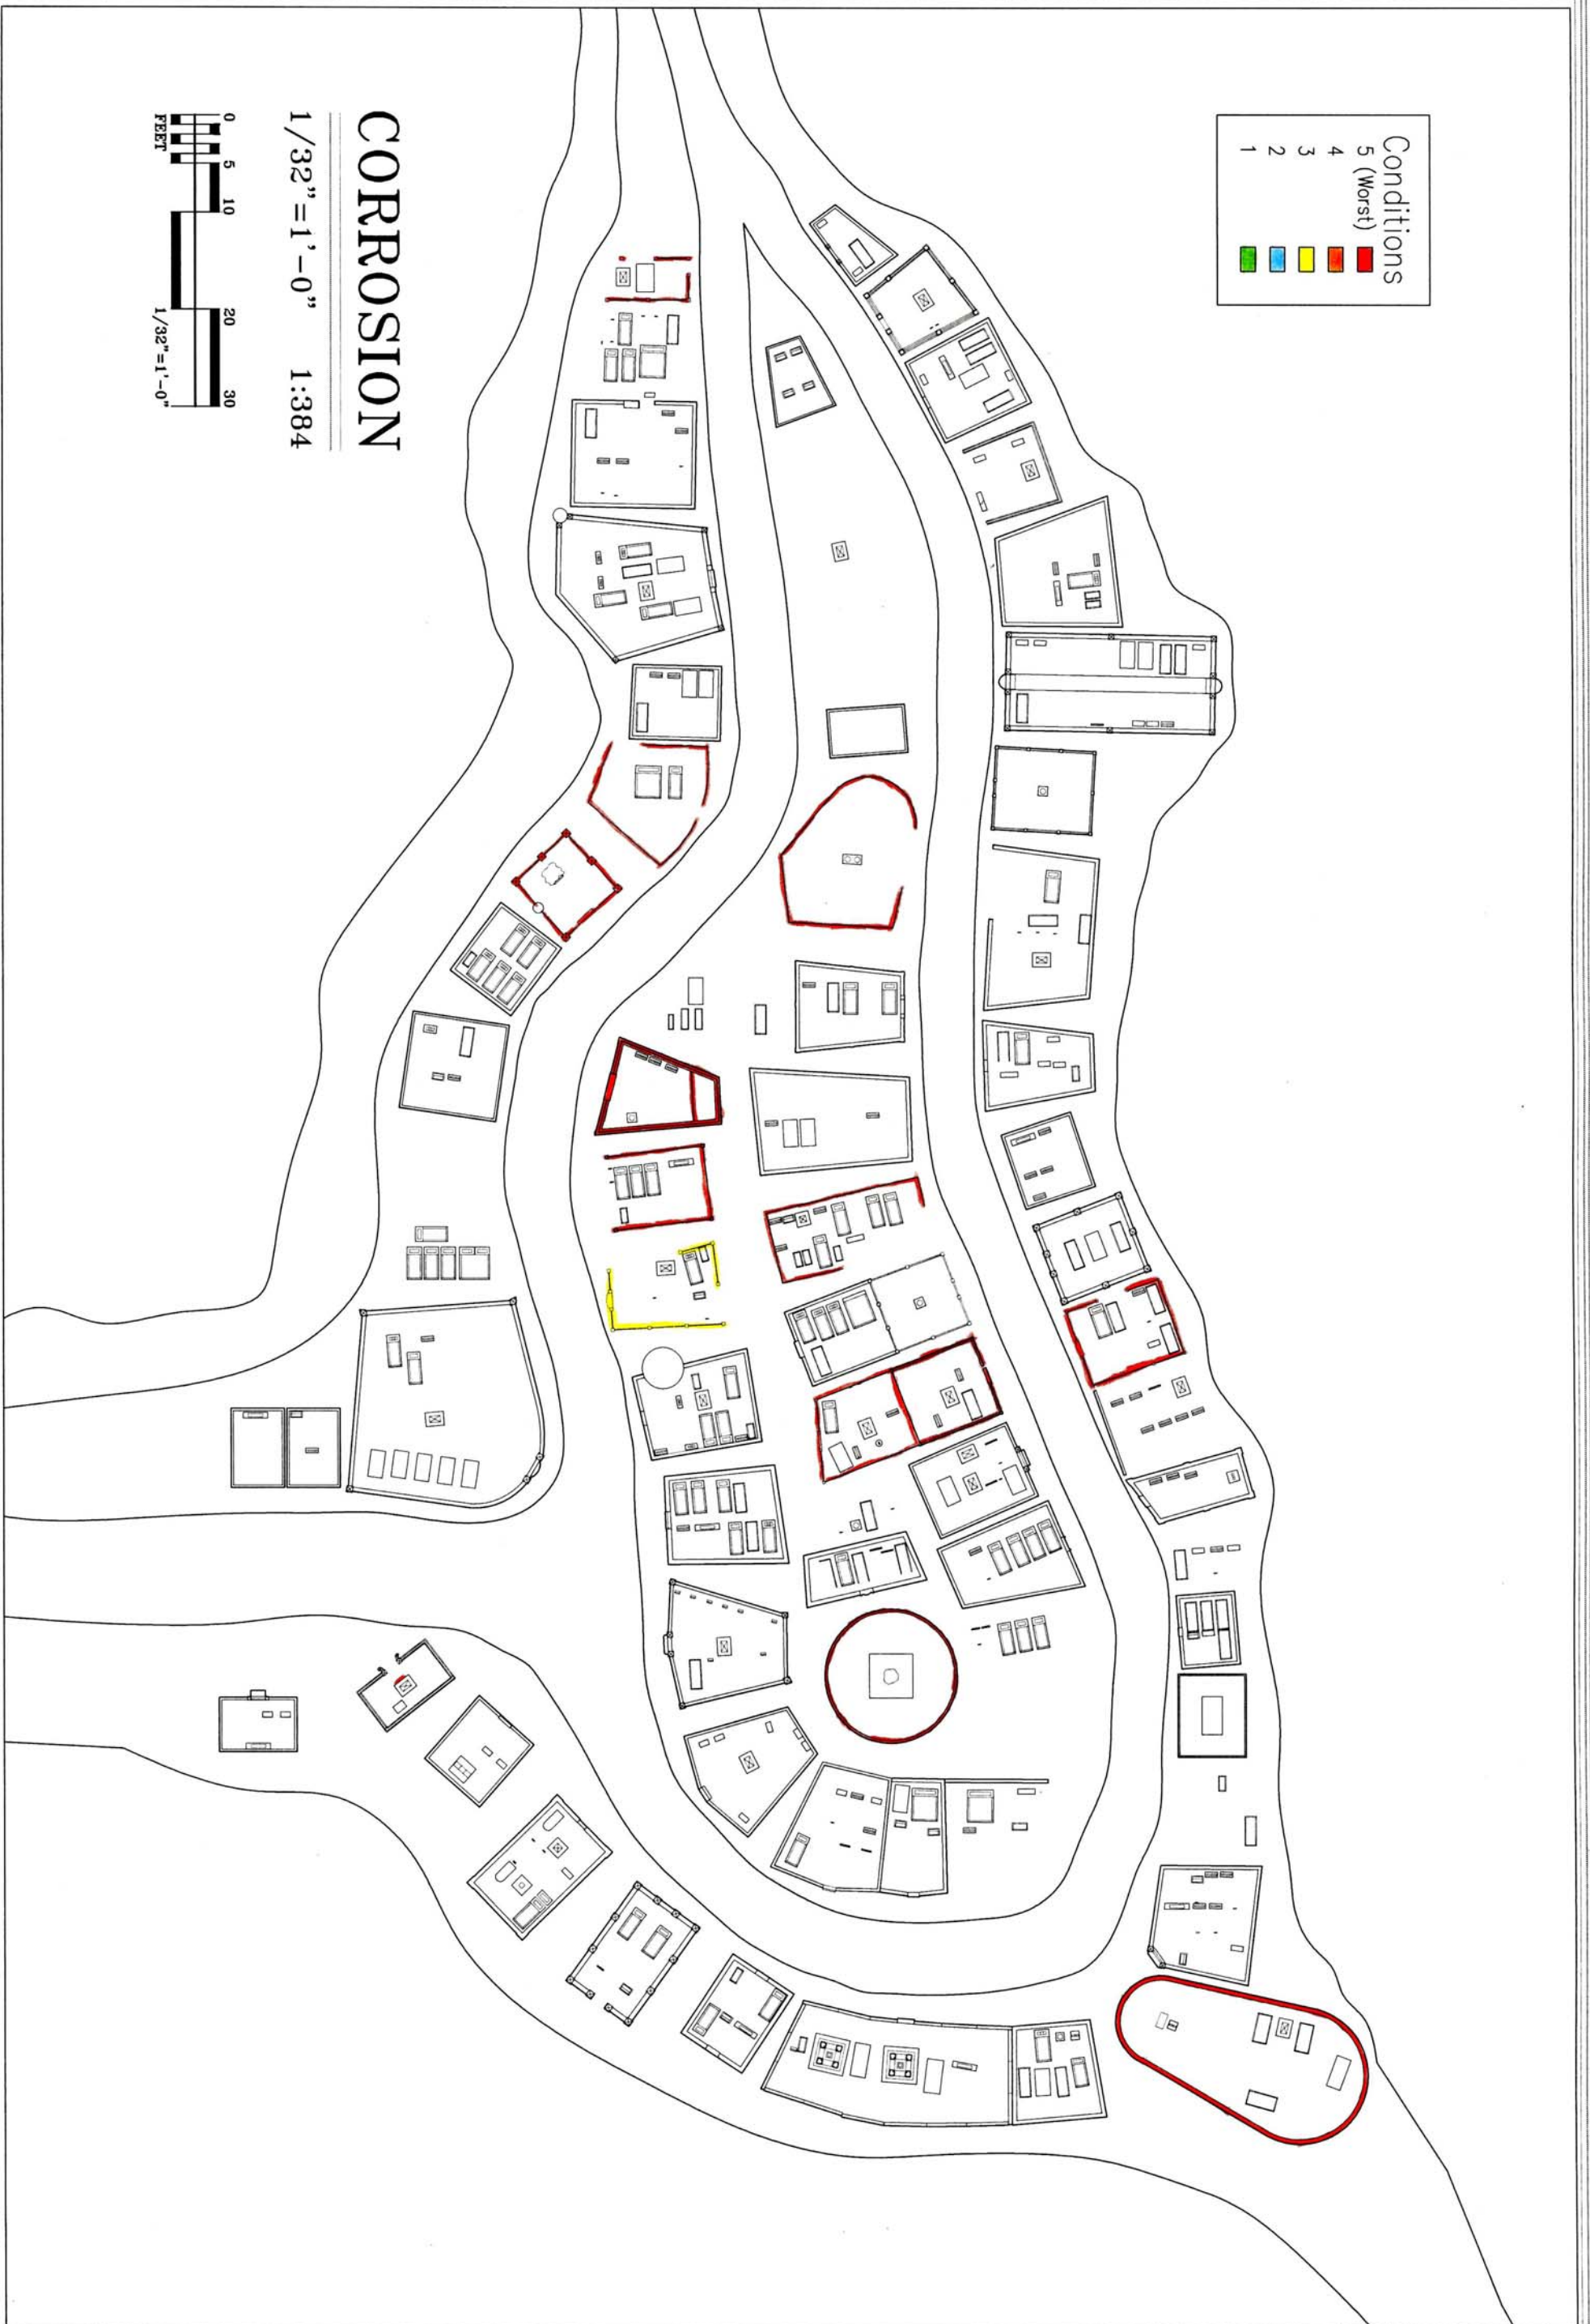 Conditions
5 (Worst)
4
3
2
1
CORROSION
1/32"=1'-0" 1:384
0 5 10 20 30
FEET
1/32"=1'-0"